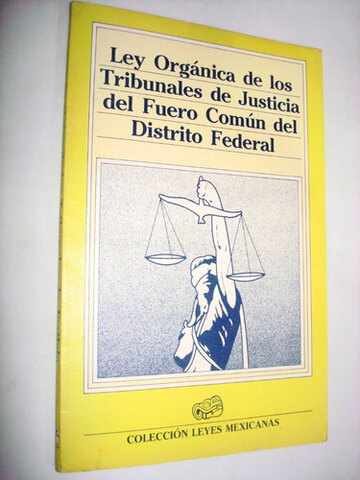 Ley Orgánica de los
Tribunales de Justicia
del Fuero Común del
Distrito Federal
COLECCIÓN LEYES MEXICANAS